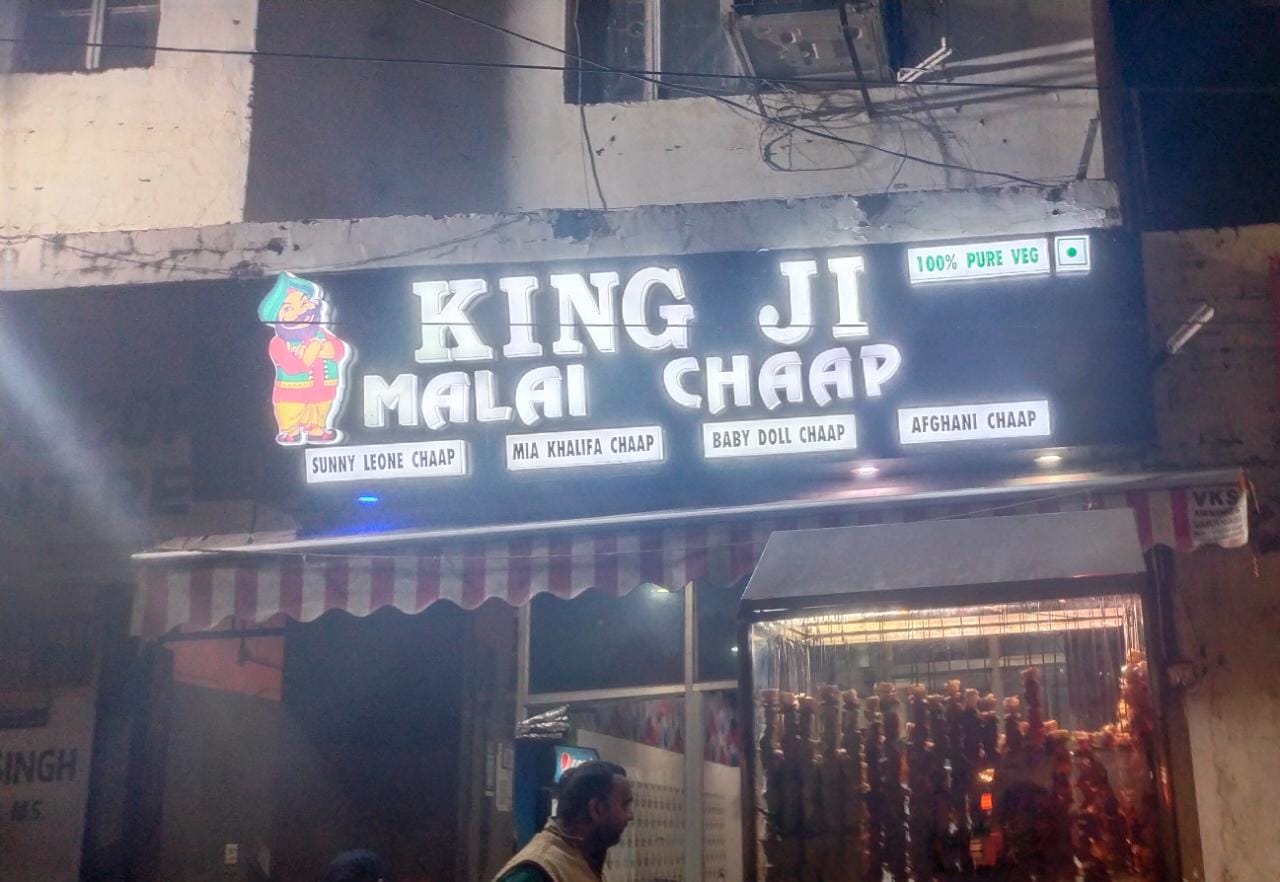 100% PURE VEG
KING JI
MALAI CHAAP
SUNNY LEONE CHAAP
MIA KHALIFA CHAAP
BABY DOLL CHAAP
AFGHANI CHAAP
VKS
SINGH
M.S.